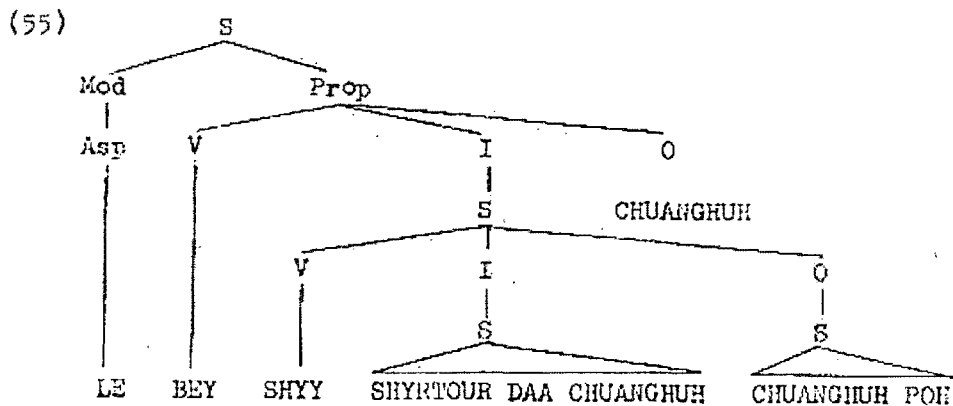 (55)
S
Mod Prop
Asp V I O
S CHUANGHUH
V I O
S S
LE BEY SHYY SHYRTOUR DAA CHUANGHUH CHUANGHUH POH